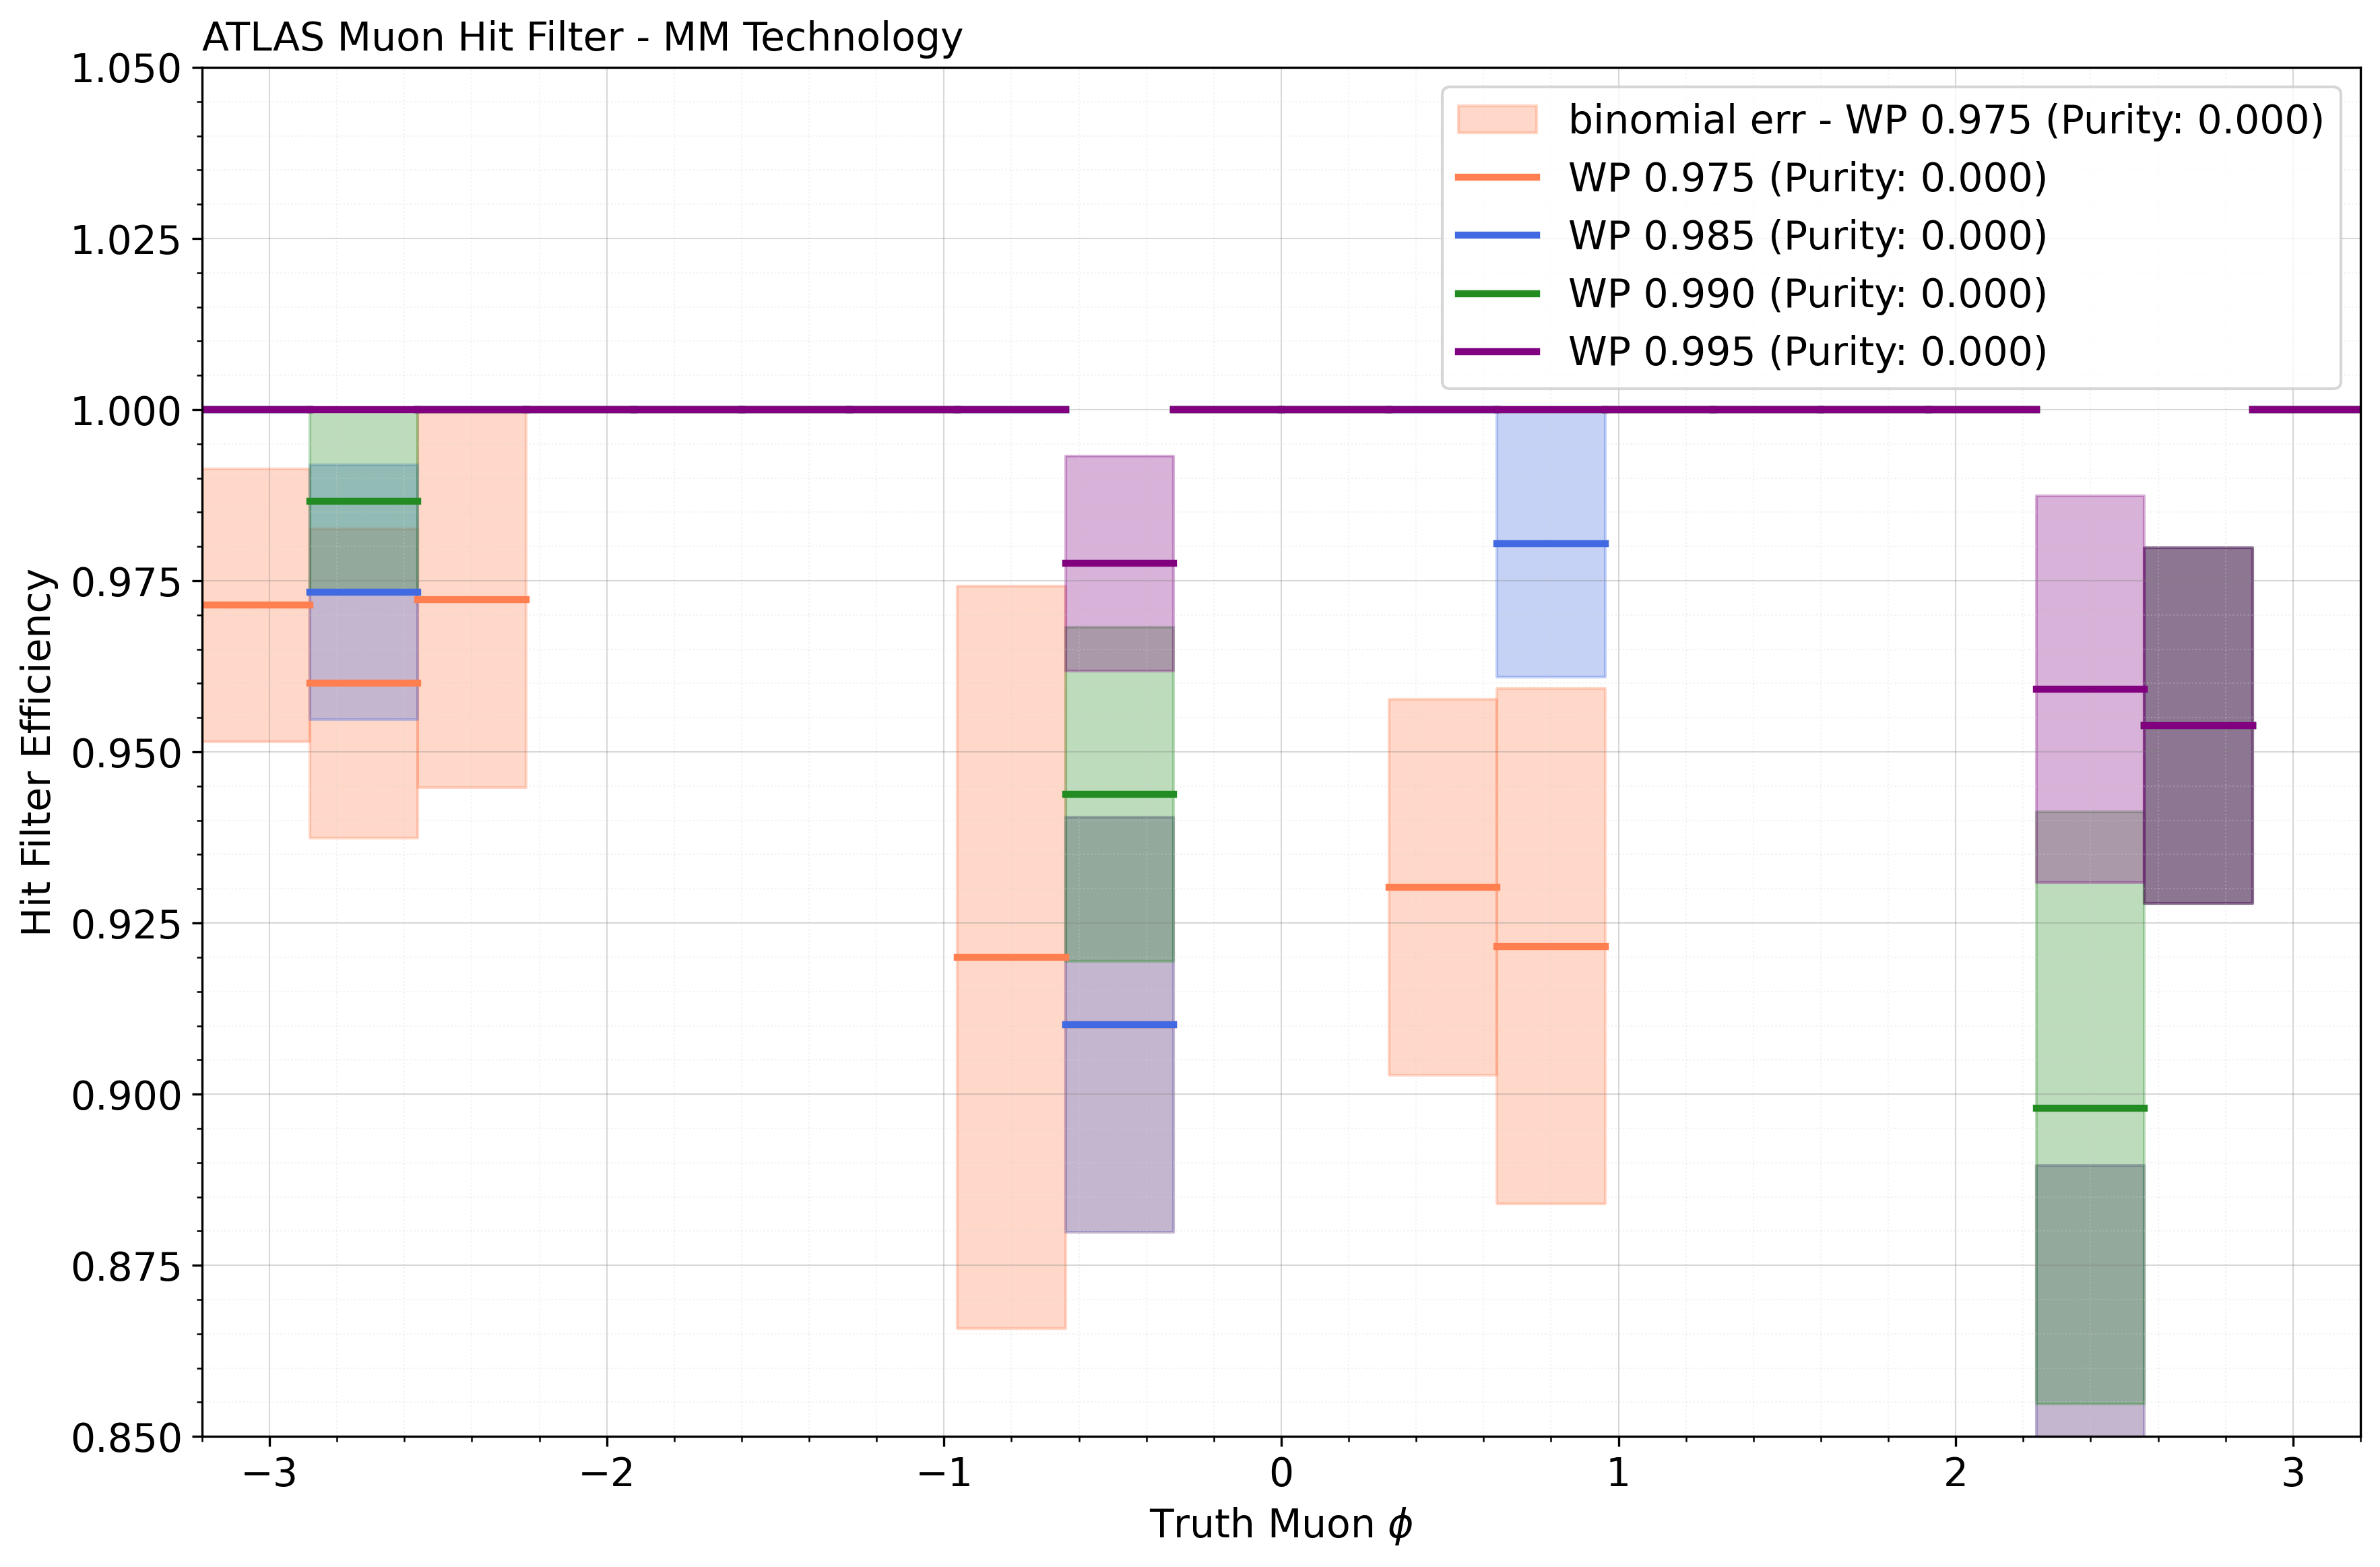 ATLAS Muon Hit Filter - MM Technology
1.050
1.025
1.000
0.975
0.950
0.925
0.900
0.875
0.850
Hit Filter Efficiency
binomial err - WP 0.975 (Purity: 0.000)
WP 0.975 (Purity: 0.000)
WP 0.985 (Purity: 0.000)
WP 0.990 (Purity: 0.000)
WP 0.995 (Purity: 0.000)
−3 −2 −1 0 1 2 3
Truth Muon ϕ